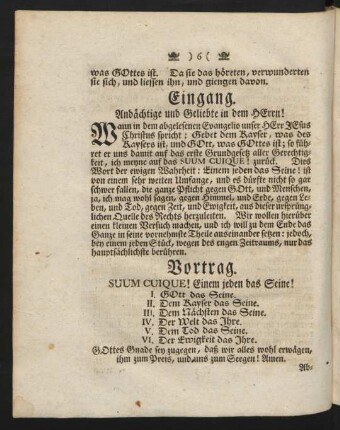 )6(
was GOttes ist. Da sie das höreten, verwunderten
sie sich, und liessen ihn, und giengen davon.
Eingang.
Andächtige und Geliebte in dem HErrn!
Wann in dem abgelesenen Evangelio unser HErr JEsus
Christus spricht; Gebet dem Kayser, was des
Kaysers ist, und GOtt, was GOttes ist; so füh-
ret er uns damit auf das erste Grundgesetz aller Gerechtig-
keit, ich meyne auf das SUUM CUIQUE! zurück. Dies
Wort der ewigen Wahrheit: Einem jeden das Seine! ist
von einem sehr weiten Umfange, und es dürfte nicht so gar
schwer fallen, die gantze Pflicht gegen GOtt, und Menschen,
ja, ich mag wohl sagen, gegen Himmel, und Erde, gegen Le-
ben, und Tod, gegen Zeit, und Ewigkeit, aus dieser ursprüng-
lichen Quelle des Rechts herzuleiten. Wir wollen hierüber
einen kleinen Versuch machen, und ich will zu dem Ende das
Gantze in seine vornehmste Theile auseinander setzen: jedoch,
bey einem jeden Stück, wegen des engen Zeitraums, nur das
hauptsächlichste berühren.
Vortrag.
SUUM CUIQUE! Einem jeden das Seine!
I. GOtt das Seine.
II. Dem Kayser das Seine.
III. Dem Nächsten das Seine.
IV. Der Welt das Ihre.
V. Dem Tod das Seine.
VI. Der Ewigkeit das Ihre.
GOttes Gnade sey zugegen, daß wir alles wohl erwägen,
ihm zum Preis, und uns zum Seegen! Amen.
Ab-